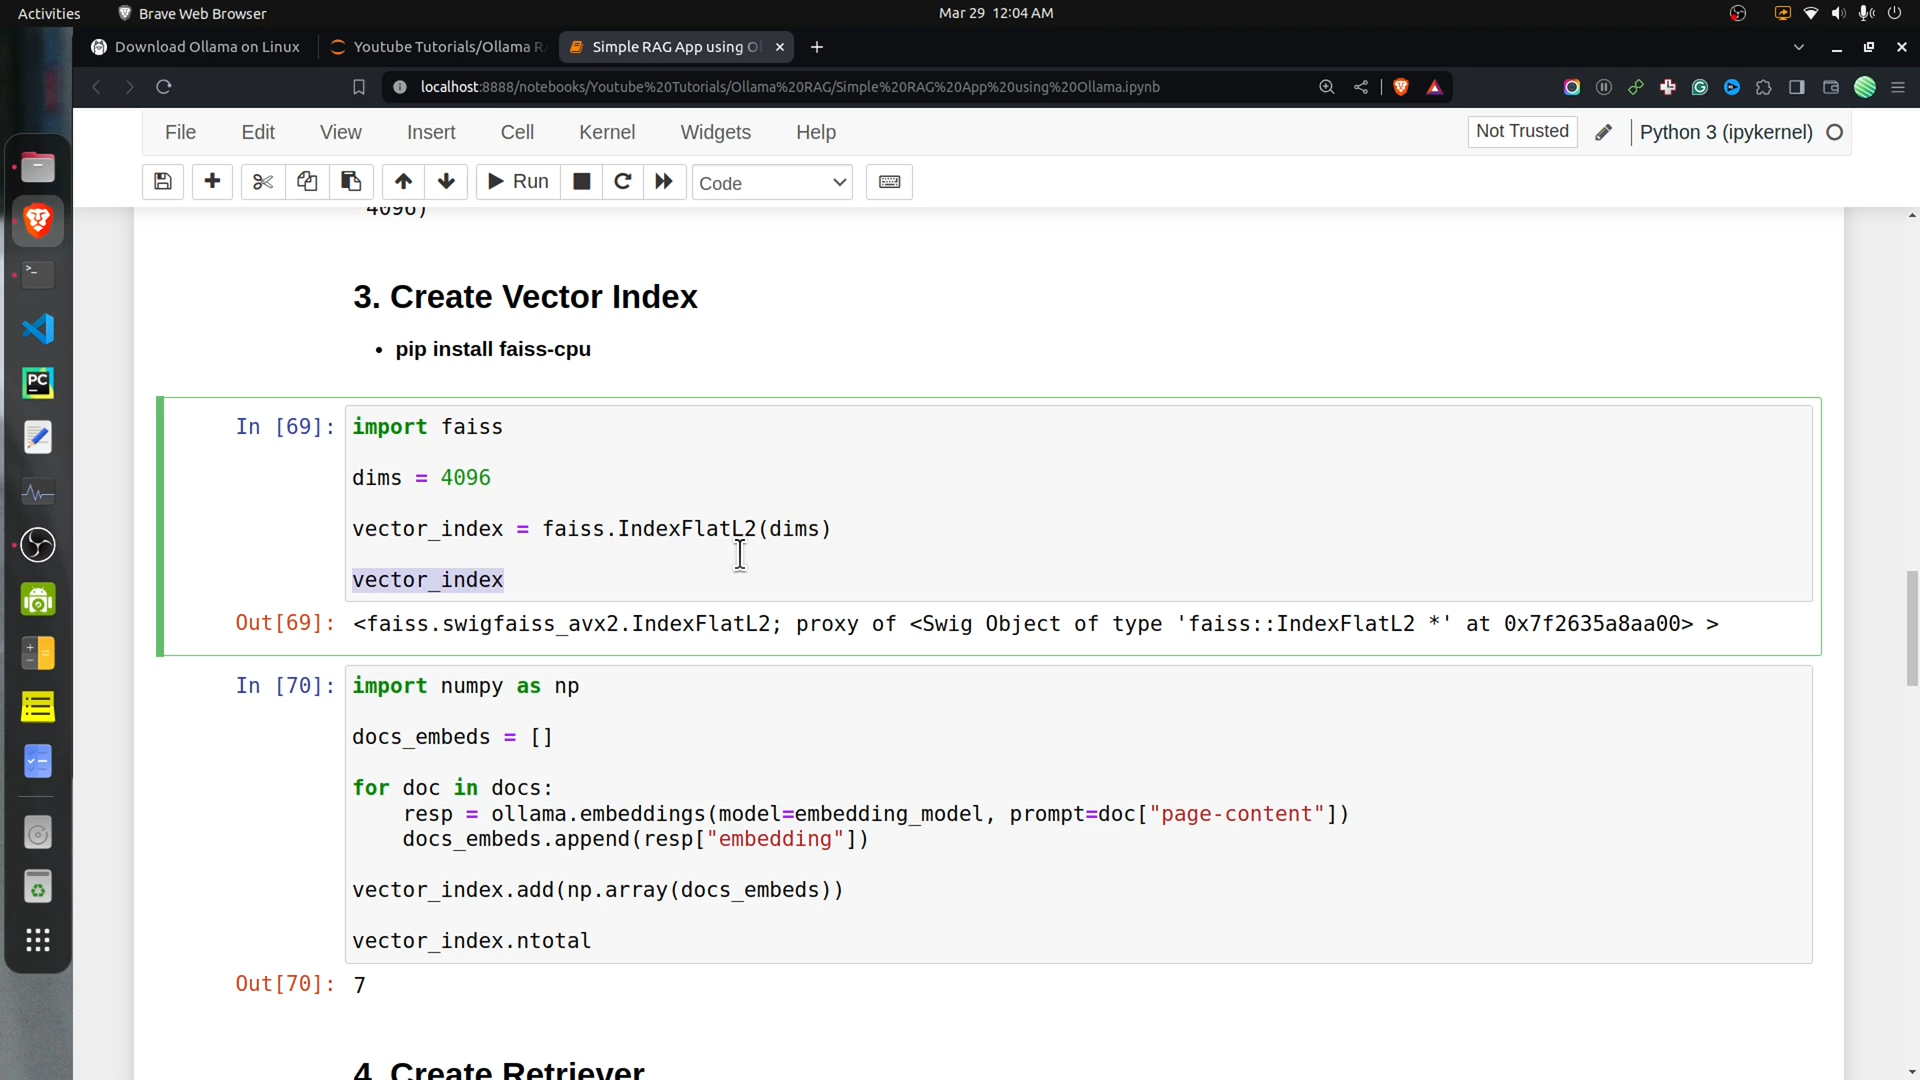 Activities
Brave Web Browser
Mar 29 12:04 AM
Download Ollama on Linux
Youtube Tutorials/Ollama R
Simple RAG App using O
localhost:8888/notebooks/Youtube%20Tutorials/Ollama%20RAG/Simple%20RAG%20App%20using%20Ollama.ipynb
File Edit View Insert Cell Kernel Widgets Help
Not Trusted
Python 3 (ipykernel)
Run
Code
4096)
3. Create Vector Index
• pip install faiss-cpu
In [69]: import faiss
dims = 4096
vector_index = faiss.IndexFlatL2(dims)
vector_index
Out[69]: <faiss.swigfaiss_avx2.IndexFlatL2; proxy of <Swig Object of type 'faiss::IndexFlatL2 *' at 0x7f2635a8aa00> >
In [70]: import numpy as np
docs_embeds = []
for doc in docs:
resp = ollama.embeddings(model=embedding_model, prompt=doc["page-content"])
docs_embeds.append(resp["embedding"])
vector_index.add(np.array(docs_embeds))
vector_index.ntotal
Out[70]: 7
4. Create Retriever
PC